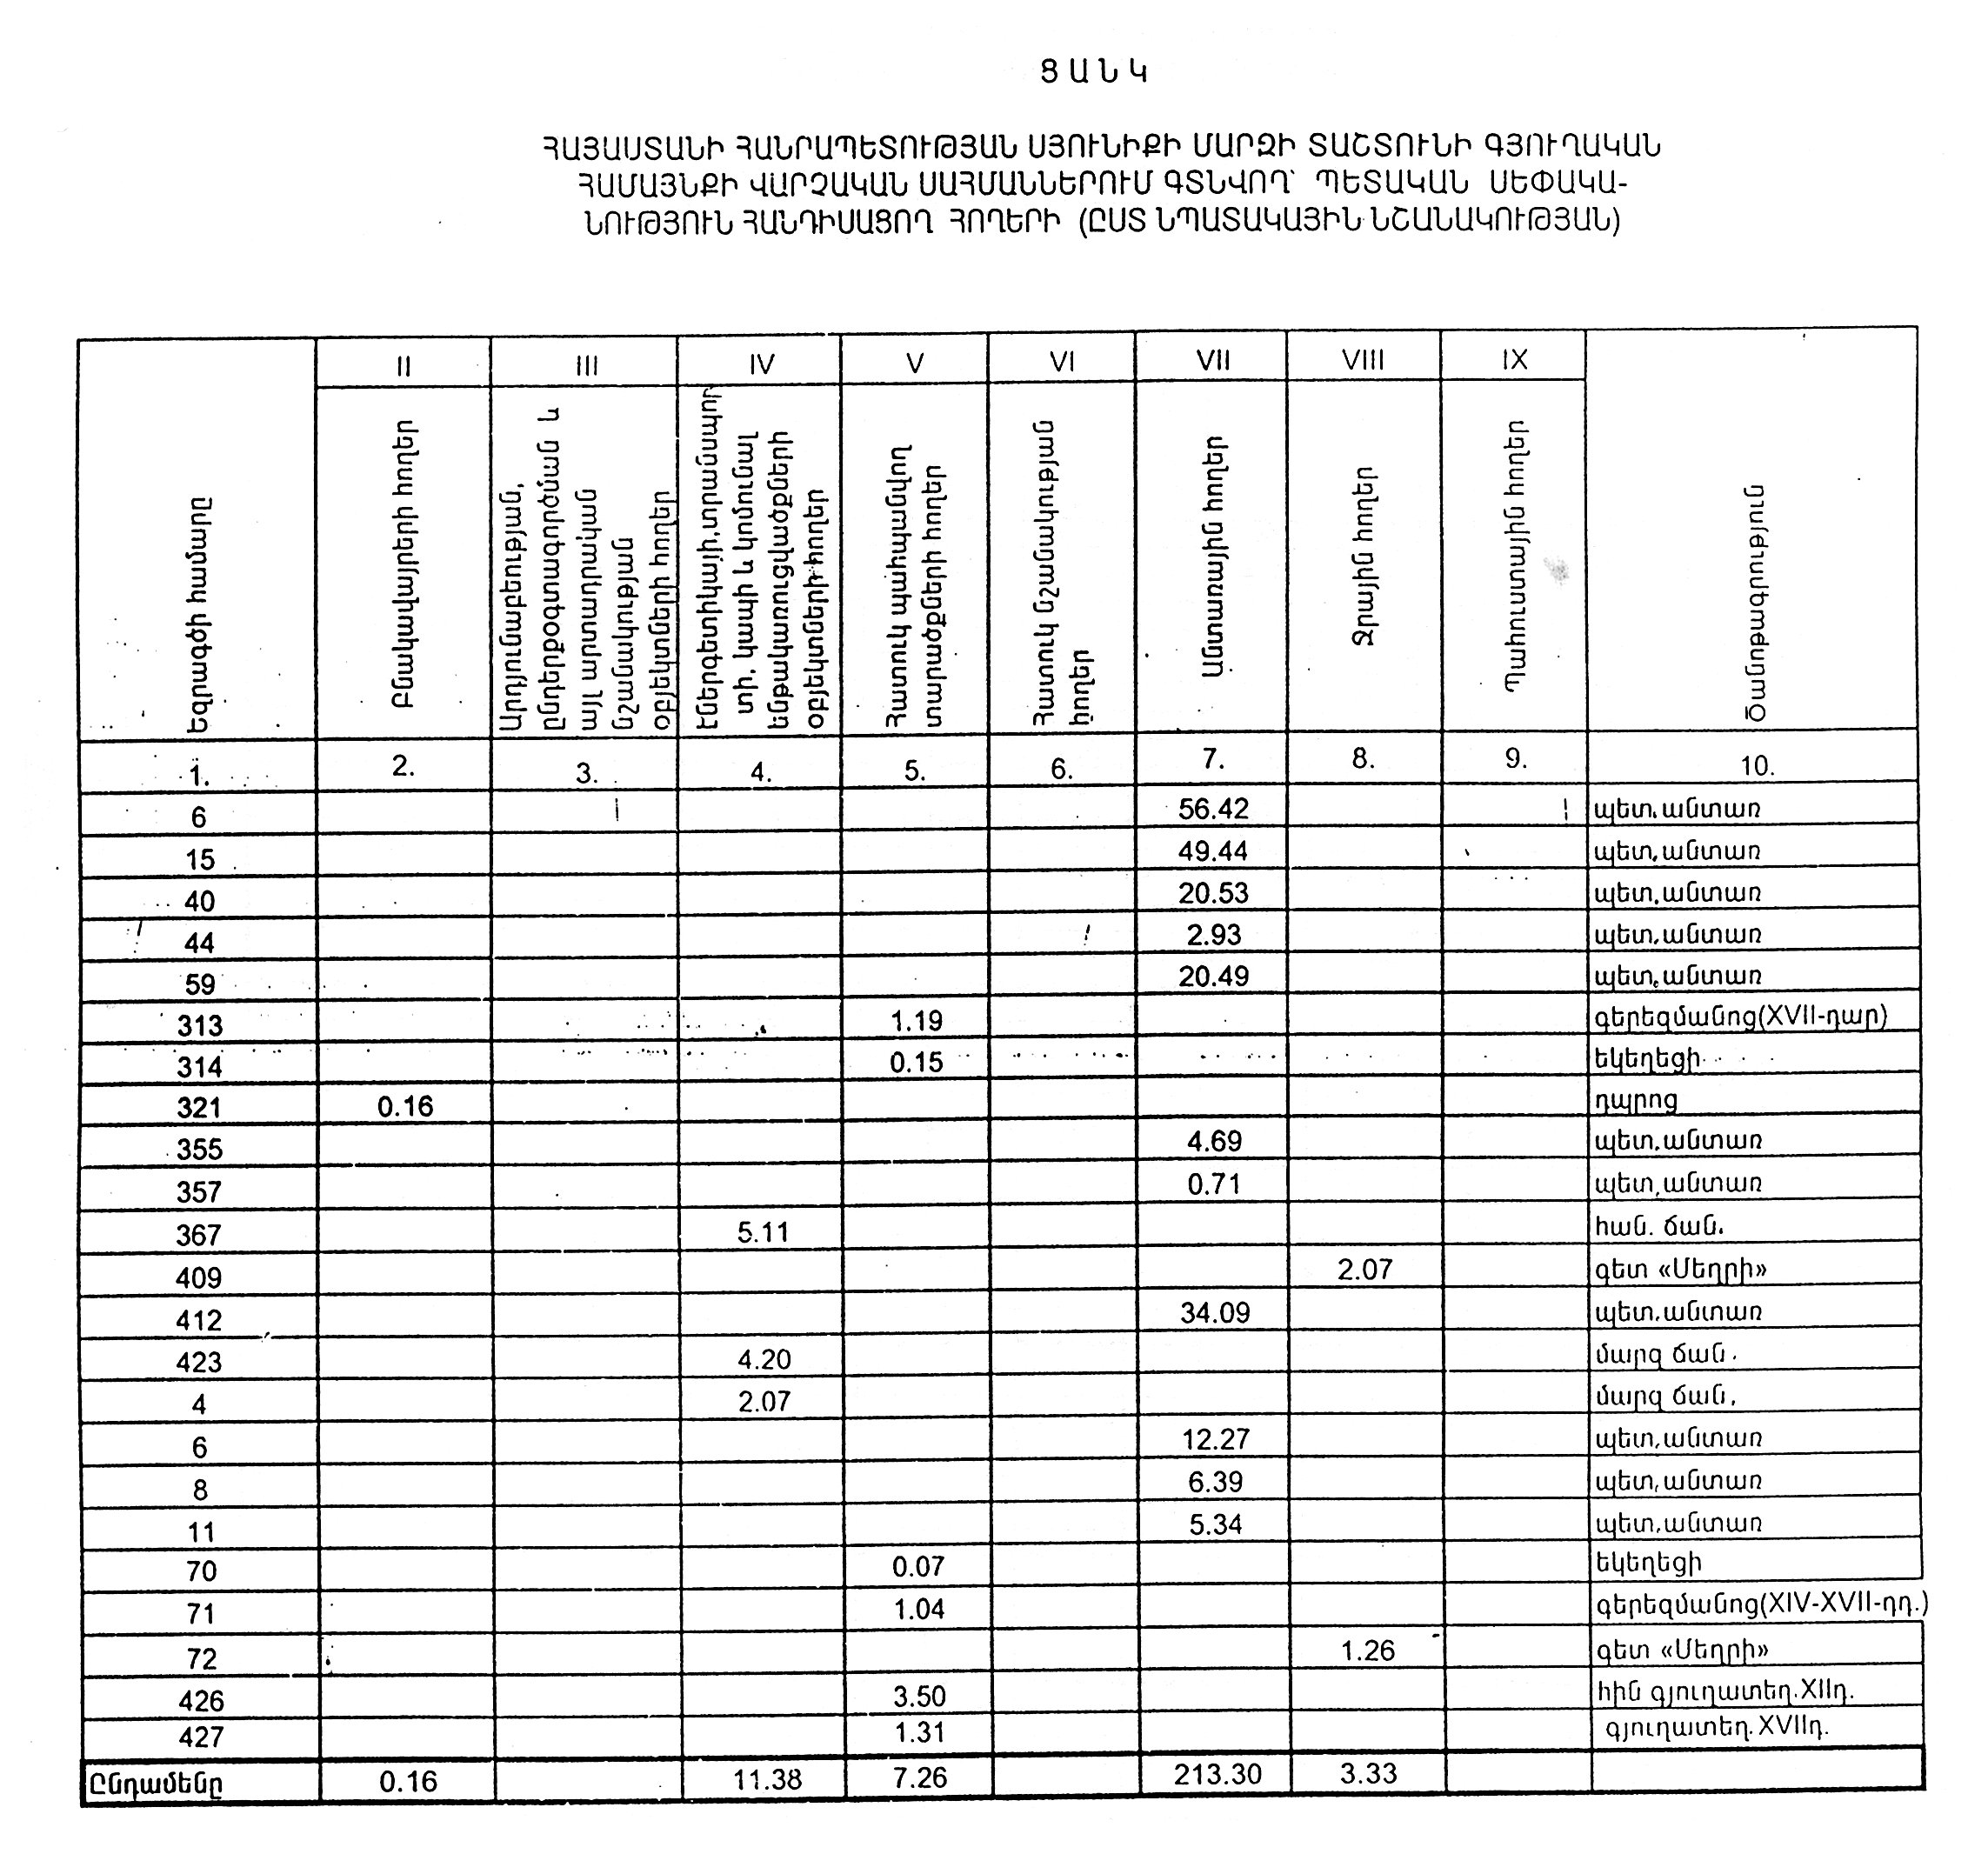 ՑԱՆԿ
ՀԱՅԱՍՏԱՆԻ ՀԱՆՐԱՊԵՏՈՒԹՅԱՆ ՍՅՈՒՆԻՔԻ ՄԱՐԶԻ ՏԱՇՏՈՒՆԻ ԳՅՈՒՂԱԿԱՆ
ՀԱՄԱՅՆՔԻ ՎԱՐՉԱԿԱՆ ՍԱՀՄԱՆՆԵՐՈՒՄ ԳՏՆՎՈՂ՝ ՊԵՏԱԿԱՆ ՍԵՓԱԿԱ-
ՆՈՒԹՅՈՒՆ ՀԱՆԴԻՍԱՑՈՂ ՀՈՂԵՐԻ (ԸՍՏ ՆՊԱՏԱԿԱՅԻՆ ՆՇԱՆԱԿՈՒԹՅԱՆ)
II III IV V VI VII VIII IX
Եզրագծի համարը
Բնակավայրերի հողեր
Արդյունաբերության,
ընդերքօգտագործման և
այլ արտադրական
նշանակության
օբյեկտների հողեր
Էներգետիկայի,տրանսպոր
տի, կապի և կոմունալ
ենթակառուցվածքների
օբյեկտների հողեր
Հատուկ պահպանվող
տարածքների հողեր
Հատուկ նշանակության
հողեր
Անտառային հողեր
Ջրային հողեր
Պահուստային հողեր
Ծանոթագրություն
1. 2. 3. 4. 5. 6. 7. 8. 9. 10.
6 56.42 պետ.անտառ
15 49.44 պետ.անտառ
40 20.53 պետ.անտառ
44 2.93 պետ.անտառ
59 20.49 պետ.անտառ
313 1.19 գերեզմանոց(XVII-դար)
314 0.15 եկեղեցի
321 0.16 դպրոց
355 4.69 պետ.անտառ
357 0.71 պետ.անտառ
367 5.11 հան. ճան.
409 2.07 գետ «Մեղրի»
412 34.09 պետ.անտառ
423 4.20 մարզ ճան.
4 2.07 մարզ ճան.
6 12.27 պետ.անտառ
8 6.39 պետ.անտառ
11 5.34 պետ.անտառ
70 0.07 եկեղեցի
71 1.04 գերեզմանոց(XIV-XVII-դդ.)
72 1.26 գետ «Մեղրի»
426 3.50 հին գյուղատեղ.XIIդ.
427 1.31 գյուղատեղ.XVIIդ.
Ընդամենը 0.16 11.38 7.26 213.30 3.33